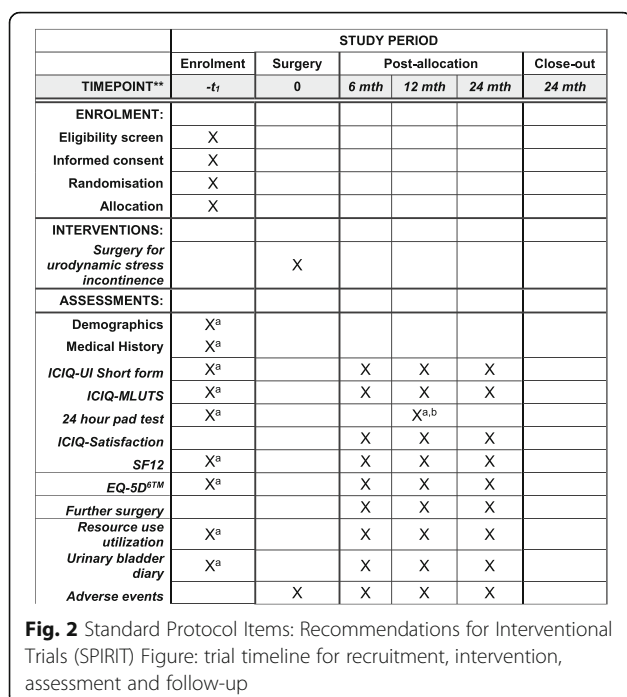 STUDY PERIOD
Enrolment Surgery Post-allocation Close-out
TIMEPOINT** -t₁ 0 6 mth 12 mth 24 mth 24 mth
ENROLMENT:
Eligibility screen X
Informed consent X
Randomisation X
Allocation X
INTERVENTIONS:
Surgery for
urodynamic stress
incontinence
X
ASSESSMENTS:
Demographics Xᵃ
Medical History Xᵃ
ICIQ-UI Short form Xᵃ X X X
ICIQ-MLUTS Xᵃ X X X
24 hour pad test Xᵃ Xᵃ,ᵇ
ICIQ-Satisfaction X X X
SF12 Xᵃ X X X
EQ-5D⁶ᵀᴹ Xᵃ X X X
Further surgery X X X
Resource use
utilization
Xᵃ X X X
Urinary bladder
diary
Xᵃ X X X
Adverse events X X X X
Fig. 2 Standard Protocol Items: Recommendations for Interventional
Trials (SPIRIT) Figure: trial timeline for recruitment, intervention,
assessment and follow-up